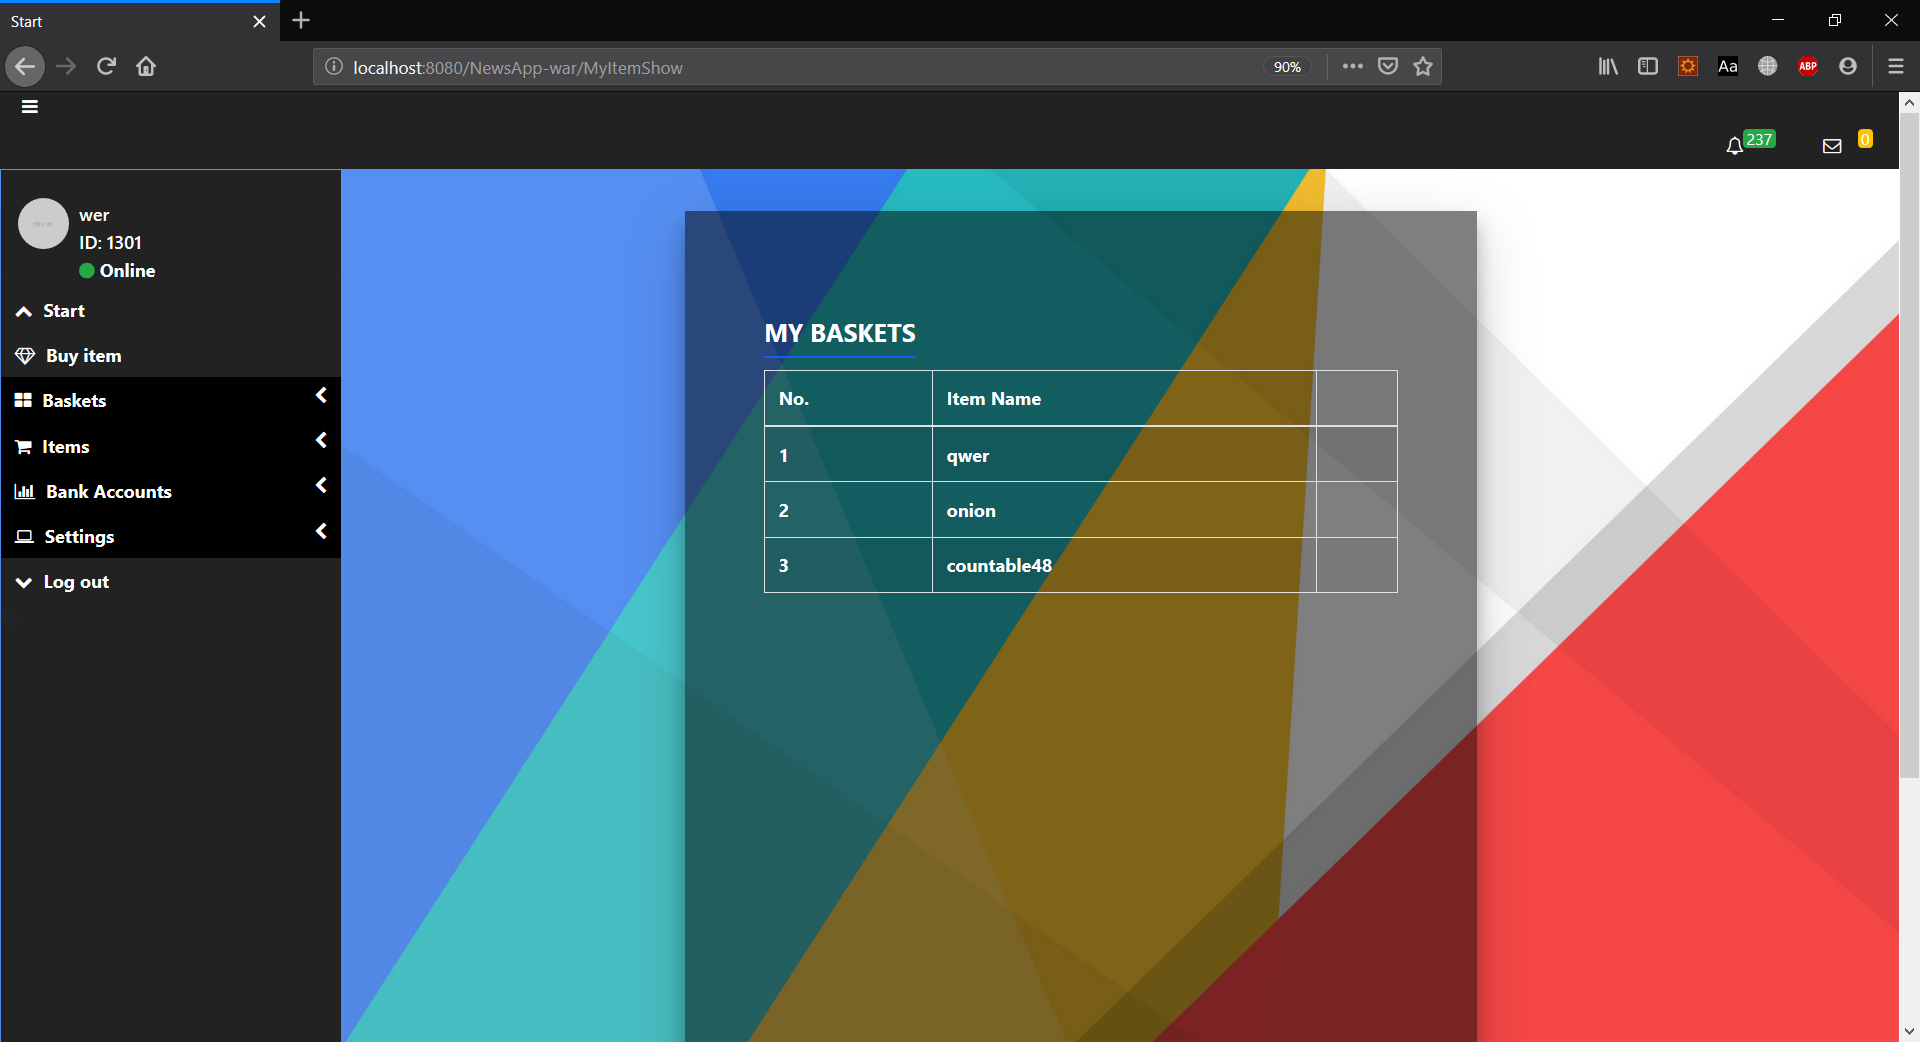 Start
localhost:8080/NewsApp-war/MyItemShow
90%
Aa
ABP
237
0
wer
ID: 1301
Online
Start
Buy item
Baskets
Items
Bank Accounts
Settings
Log out
MY BASKETS
No. Item Name
1 qwer
2 onion
3 countable48